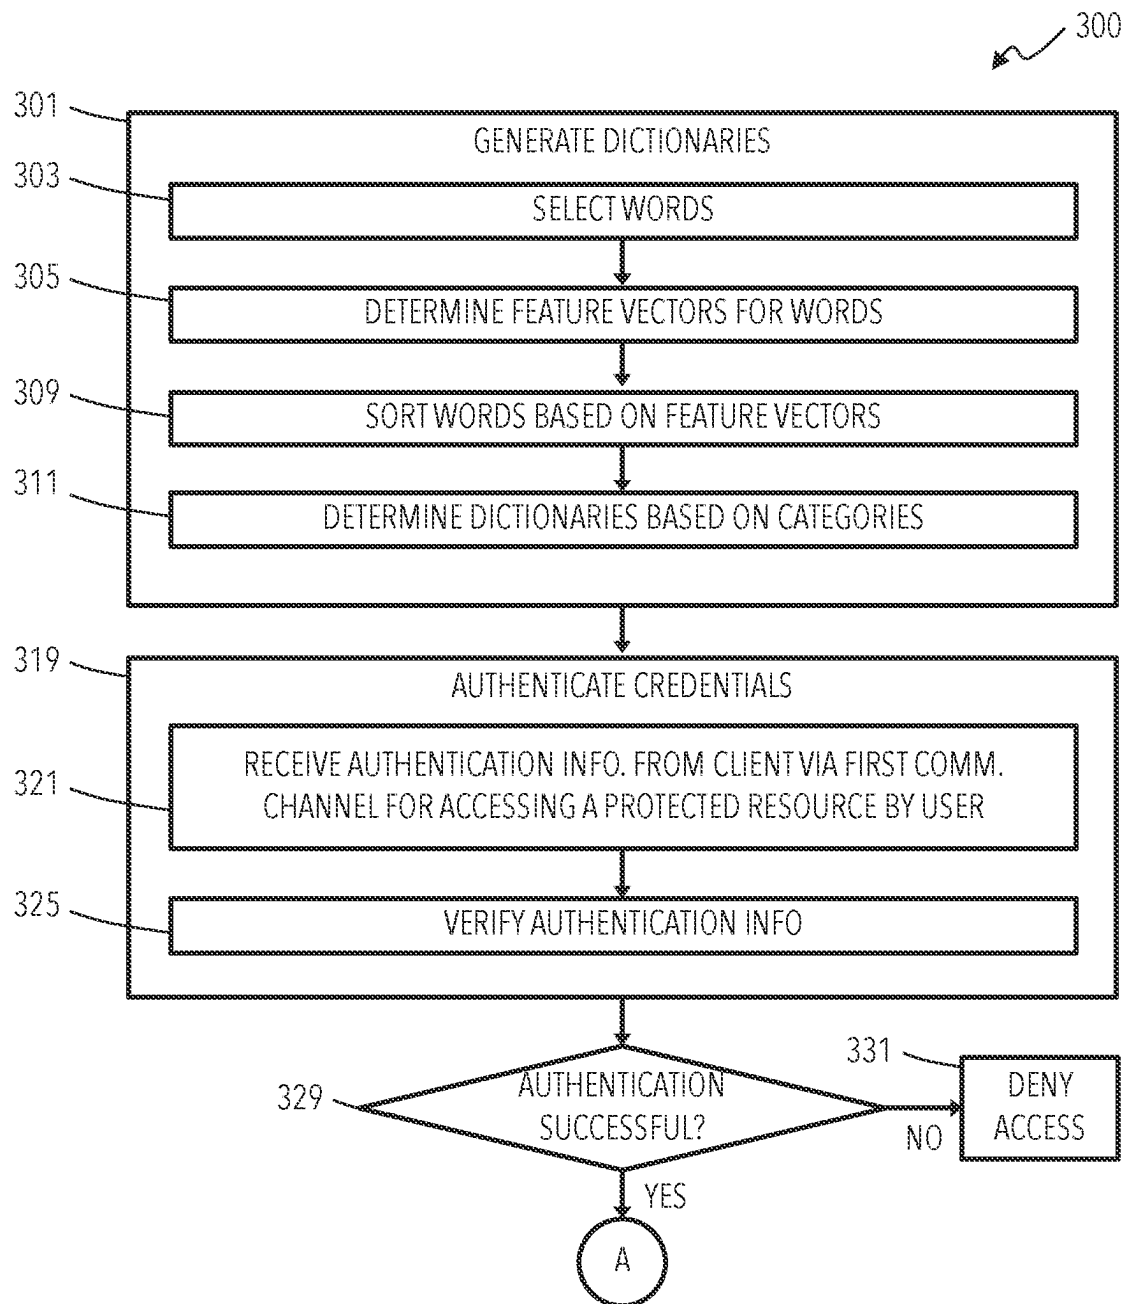 300
301
GENERATE DICTIONARIES
303
SELECT WORDS
305
DETERMINE FEATURE VECTORS FOR WORDS
309
SORT WORDS BASED ON FEATURE VECTORS
311
DETERMINE DICTIONARIES BASED ON CATEGORIES
319
AUTHENTICATE CREDENTIALS
321
RECEIVE AUTHENTICATION INFO. FROM CLIENT VIA FIRST COMM.
CHANNEL FOR ACCESSING A PROTECTED RESOURCE BY USER
325
VERIFY AUTHENTICATION INFO
329
AUTHENTICATION
SUCCESSFUL?
331
DENY
ACCESS
NO
YES
A